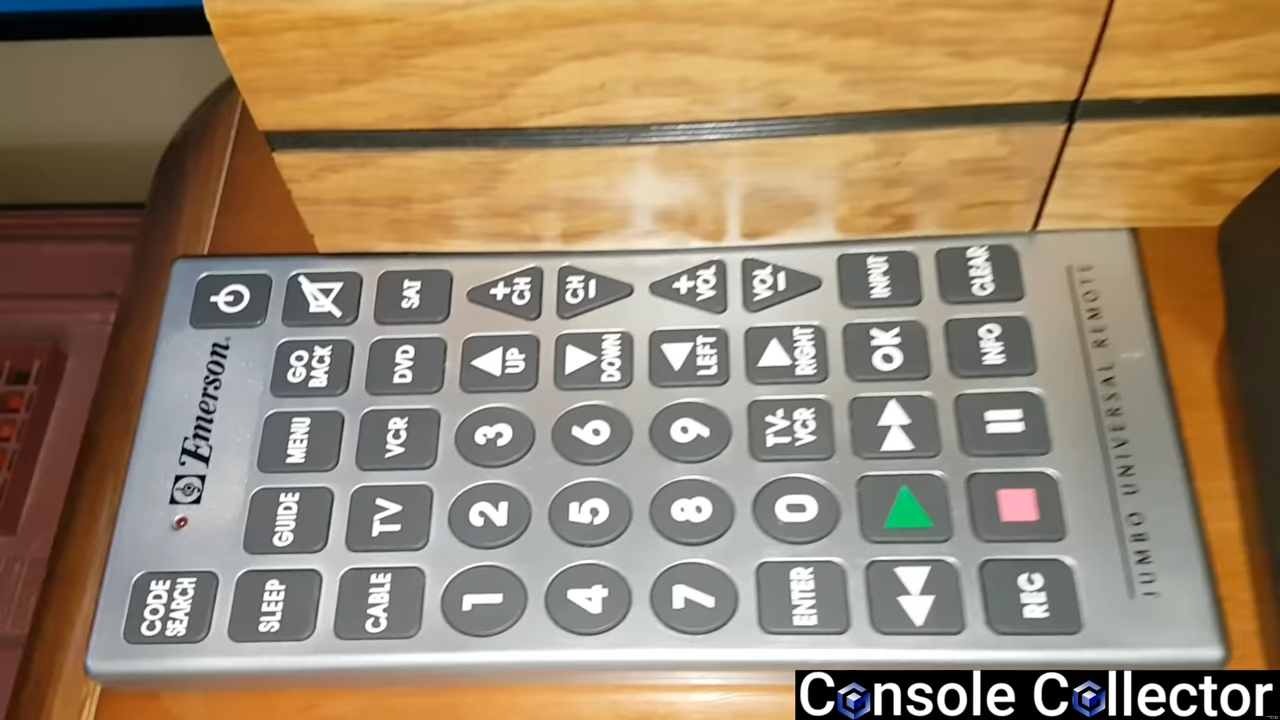 Emerson
CODE SEARCH
SLEEP
GUIDE
MENU
GO BACK
CABLE
TV
VCR
DVD
SAT
1
2
3
UP
+ CH
4
5
6
DOWN
CH -
7
8
9
LEFT
+ VOL
ENTER
0
TV-VCR
RIGHT
VOL -
OK
INPUT
REC
INFO
CLEAR
JUMBO UNIVERSAL REMOTE
Console Collector